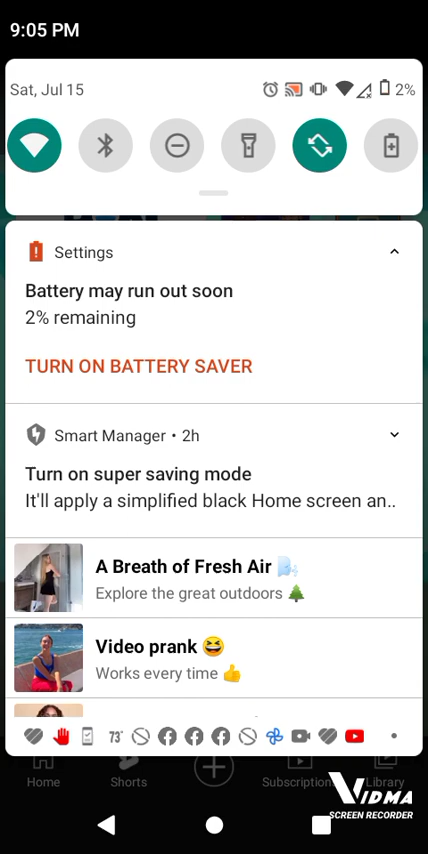 9:05 PM
Sat, Jul 15
2%
Settings
Battery may run out soon
2% remaining
TURN ON BATTERY SAVER
Smart Manager • 2h
Turn on super saving mode
It'll apply a simplified black Home screen an..
A Breath of Fresh Air 🌬️
Explore the great outdoors 🌲
Video prank 😆
Works every time 👍
73°
Home
Shorts
Subscription
Library
VIDMA
SCREEN RECORDER